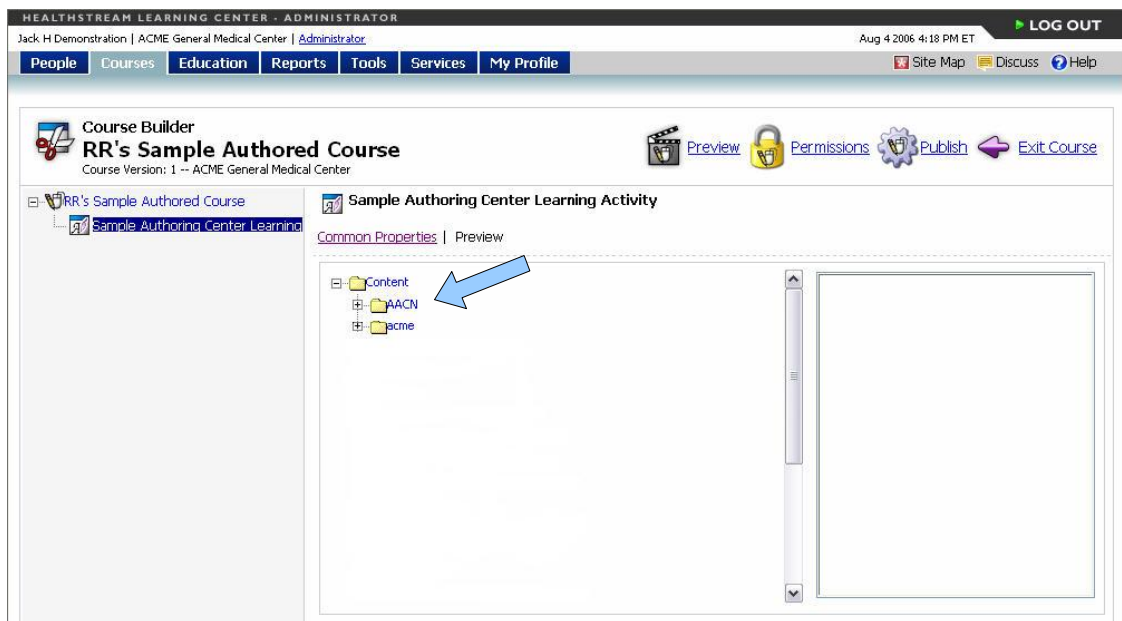 HEALTHSTREAM LEARNING CENTER - ADMINISTRATOR
LOG OUT
Jack H Demonstration | ACME General Medical Center | Administrator
Aug 4 2006 4:18 PM ET
People Courses Education Reports Tools Services My Profile Site Map Discuss Help
Course Builder
RR's Sample Authored Course
Course Version: 1 -- ACME General Medical Center
Preview Permissions Publish Exit Course
RR's Sample Authored Course
Sample Authoring Center Learning
Sample Authoring Center Learning Activity
Common Properties | Preview
Content
AACN
acme